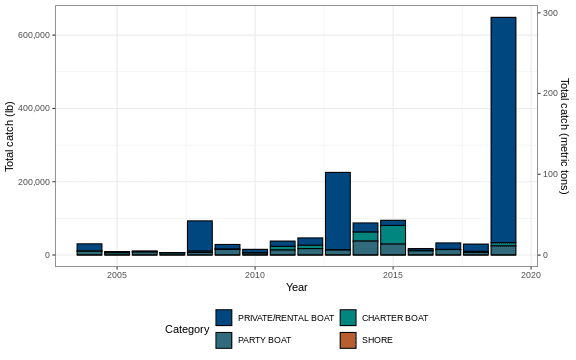 600,000
400,000
200,000
0
Total catch (lb)
300
200
100
0
Total catch (metric tons)
2005 2010 2015 2020
Year
Category
PRIVATE/RENTAL BOAT CHARTER BOAT
PARTY BOAT SHORE